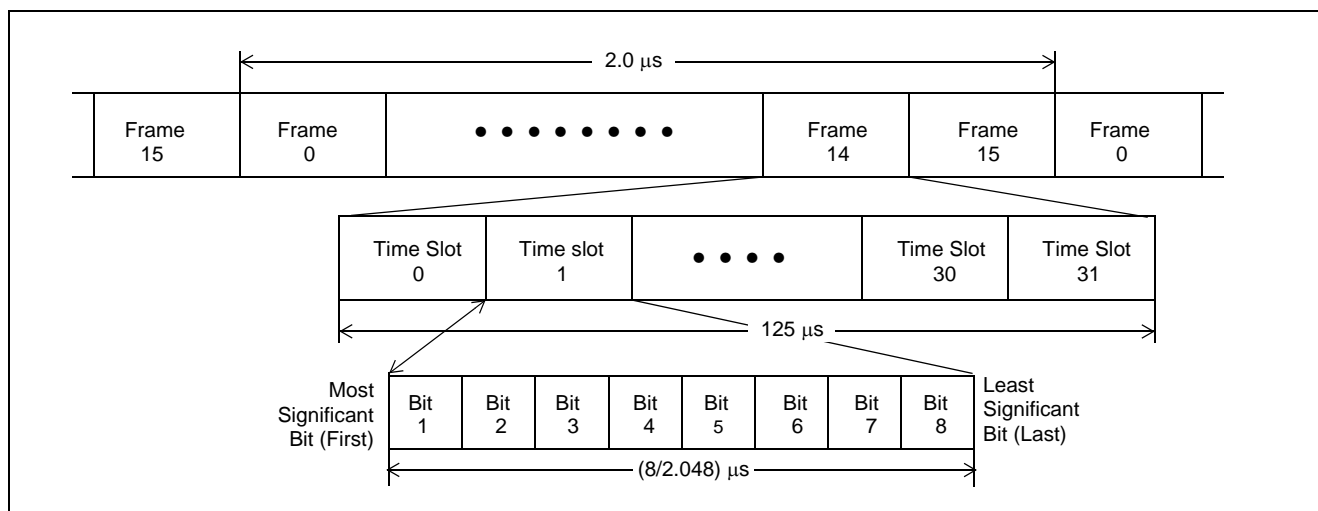 2.0 μs
Frame 15
Frame 0
Frame 14
Frame 15
Frame 0
Time Slot 0
Time slot 1
Time Slot 30
Time Slot 31
125 μs
Most Significant Bit (First)
Bit 1
Bit 2
Bit 3
Bit 4
Bit 5
Bit 6
Bit 7
Bit 8
Least Significant Bit (Last)
(8/2.048) μs